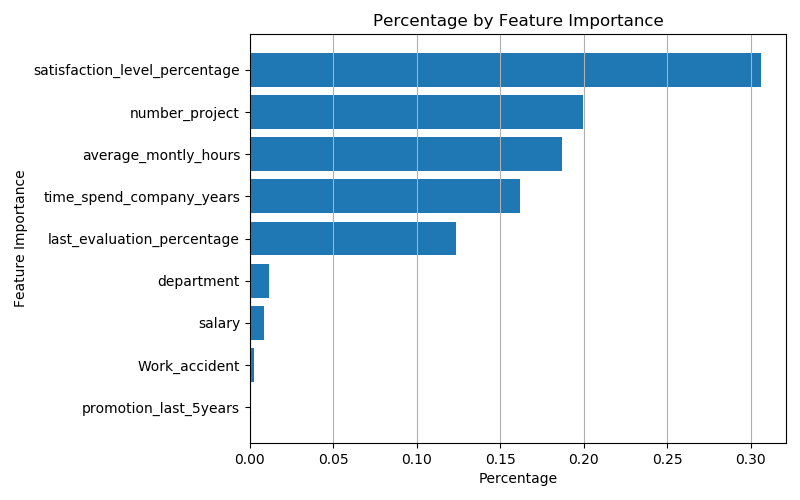 Percentage by Feature Importance
satisfaction_level_percentage
number_project
average_montly_hours
time_spend_company_years
last_evaluation_percentage
department
salary
Work_accident
promotion_last_5years
Feature Importance
0.00 0.05 0.10 0.15 0.20 0.25 0.30
Percentage